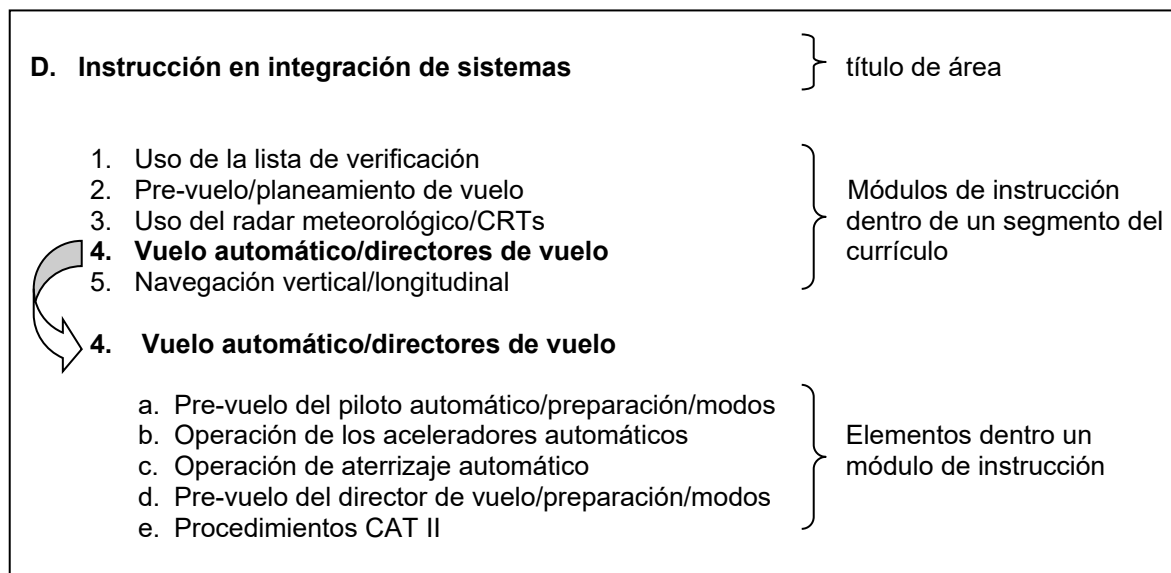 D. Instrucción en integración de sistemas
título de área
1. Uso de la lista de verificación
2. Pre-vuelo/planeamiento de vuelo
3. Uso del radar meteorológico/CRTs
4. Vuelo automático/directores de vuelo
5. Navegación vertical/longitudinal
Módulos de instrucción
dentro de un segmento del
currículo
4. Vuelo automático/directores de vuelo
a. Pre-vuelo del piloto automático/preparación/modos
b. Operación de los aceleradores automáticos
c. Operación de aterrizaje automático
d. Pre-vuelo del director de vuelo/preparación/modos
e. Procedimientos CAT II
Elementos dentro un
módulo de instrucción